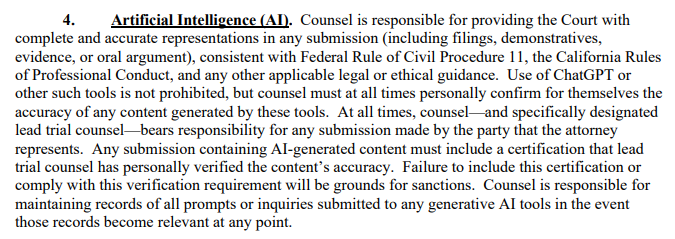 4. Artificial Intelligence (AI). Counsel is responsible for providing the Court with
complete and accurate representations in any submission (including filings, demonstratives,
evidence, or oral argument), consistent with Federal Rule of Civil Procedure 11, the California Rules
of Professional Conduct, and any other applicable legal or ethical guidance. Use of ChatGPT or
other such tools is not prohibited, but counsel must at all times personally confirm for themselves the
accuracy of any content generated by these tools. At all times, counsel—and specifically designated
lead trial counsel—bears responsibility for any submission made by the party that the attorney
represents. Any submission containing AI-generated content must include a certification that lead
trial counsel has personally verified the content’s accuracy. Failure to include this certification or
comply with this verification requirement will be grounds for sanctions. Counsel is responsible for
maintaining records of all prompts or inquiries submitted to any generative AI tools in the event
those records become relevant at any point.